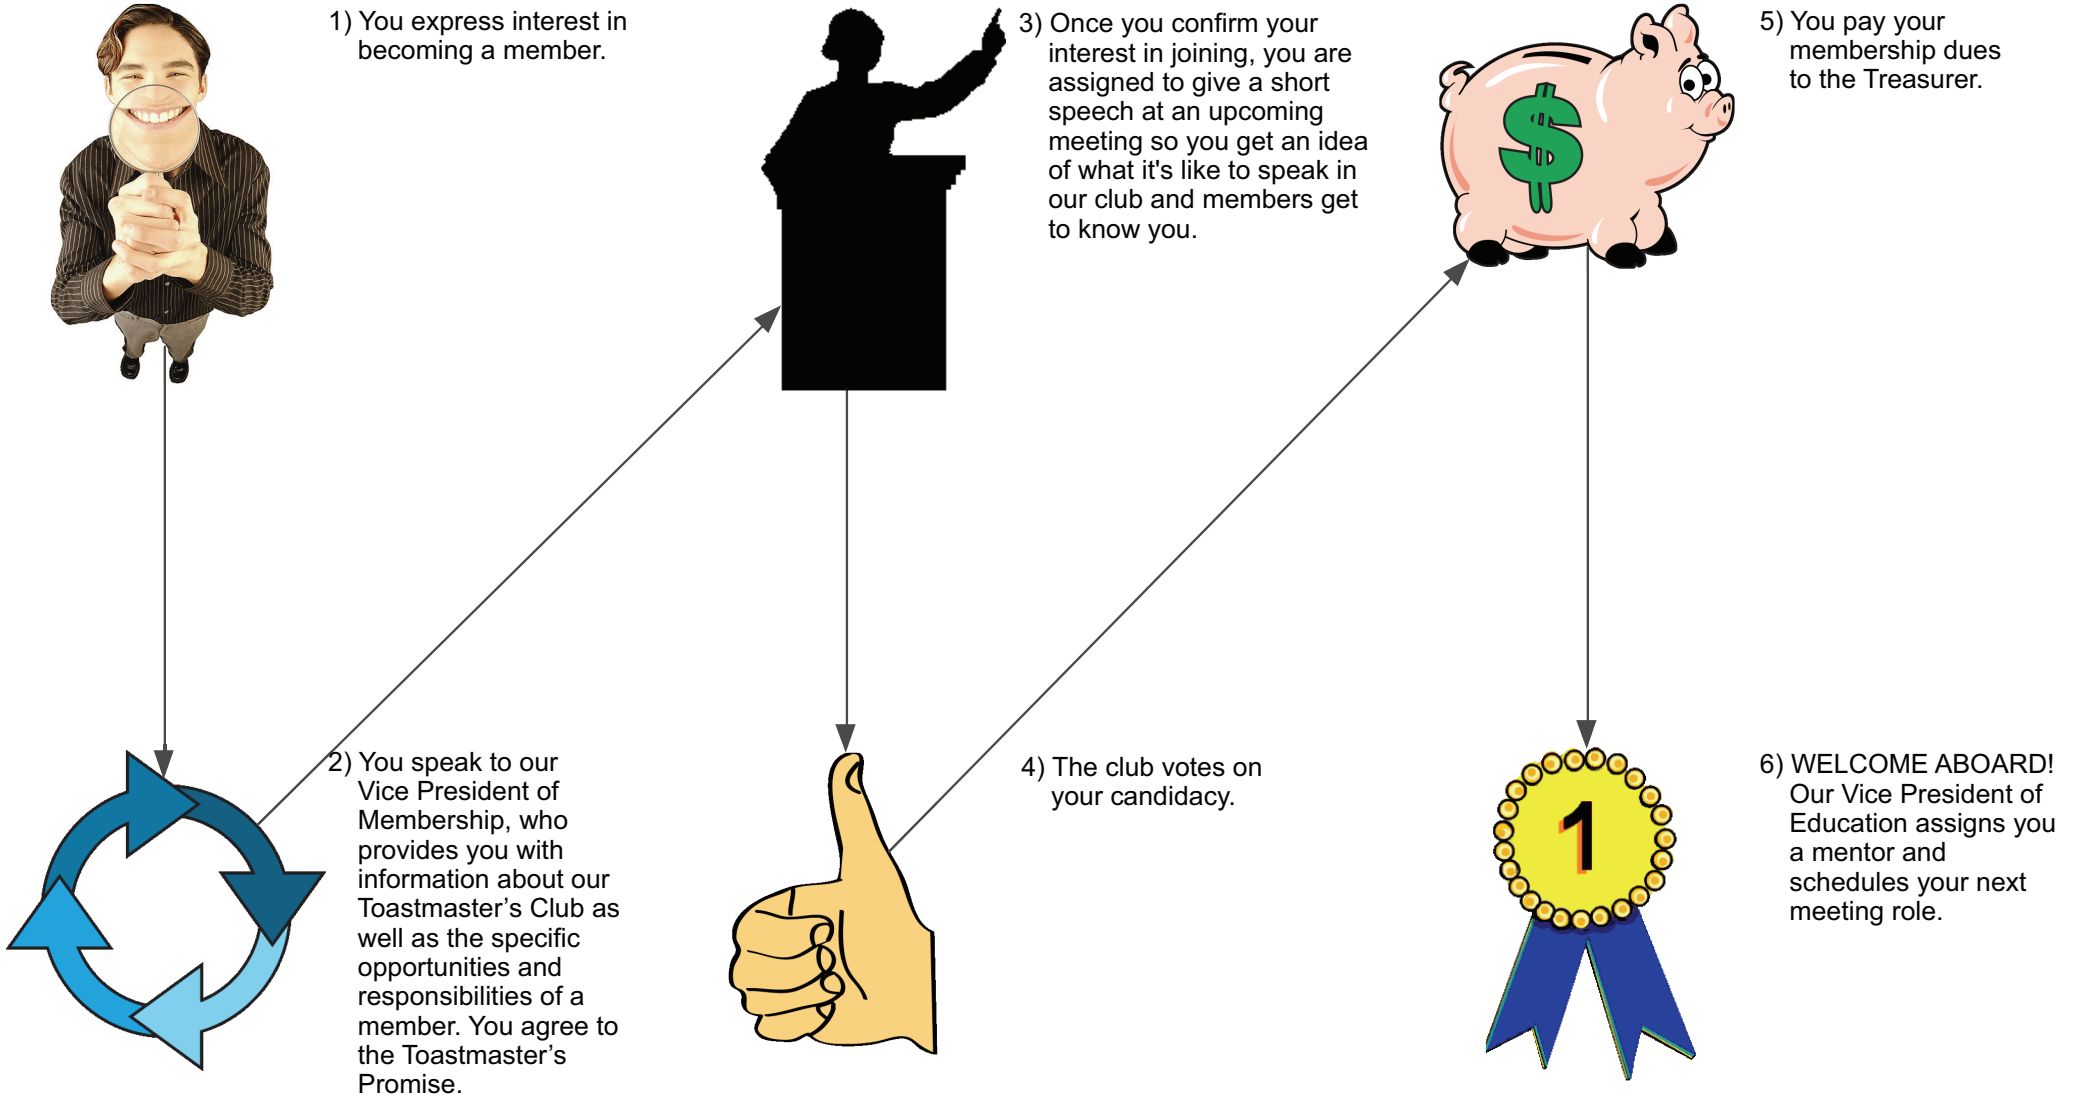 1) You express interest in
becoming a member.
2) You speak to our
Vice President of
Membership, who
provides you with
information about our
Toastmaster’s Club as
well as the specific
opportunities and
responsibilities of a
member. You agree to
the Toastmaster’s
Promise.
3) Once you confirm your
interest in joining, you are
assigned to give a short
speech at an upcoming
meeting so you get an idea
of what it's like to speak in
our club and members get
to know you.
4) The club votes on
your candidacy.
$
5) You pay your
membership dues
to the Treasurer.
1
6) WELCOME ABOARD!
Our Vice President of
Education assigns you
a mentor and
schedules your next
meeting role.